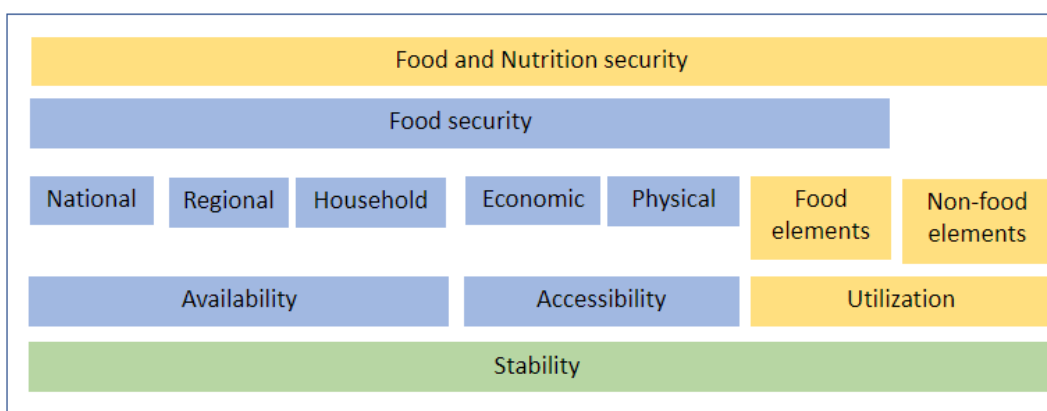 Food and Nutrition security
Food security
National
Regional
Household
Economic
Physical
Food
elements
Non-food
elements
Availability
Accessibility
Utilization
Stability